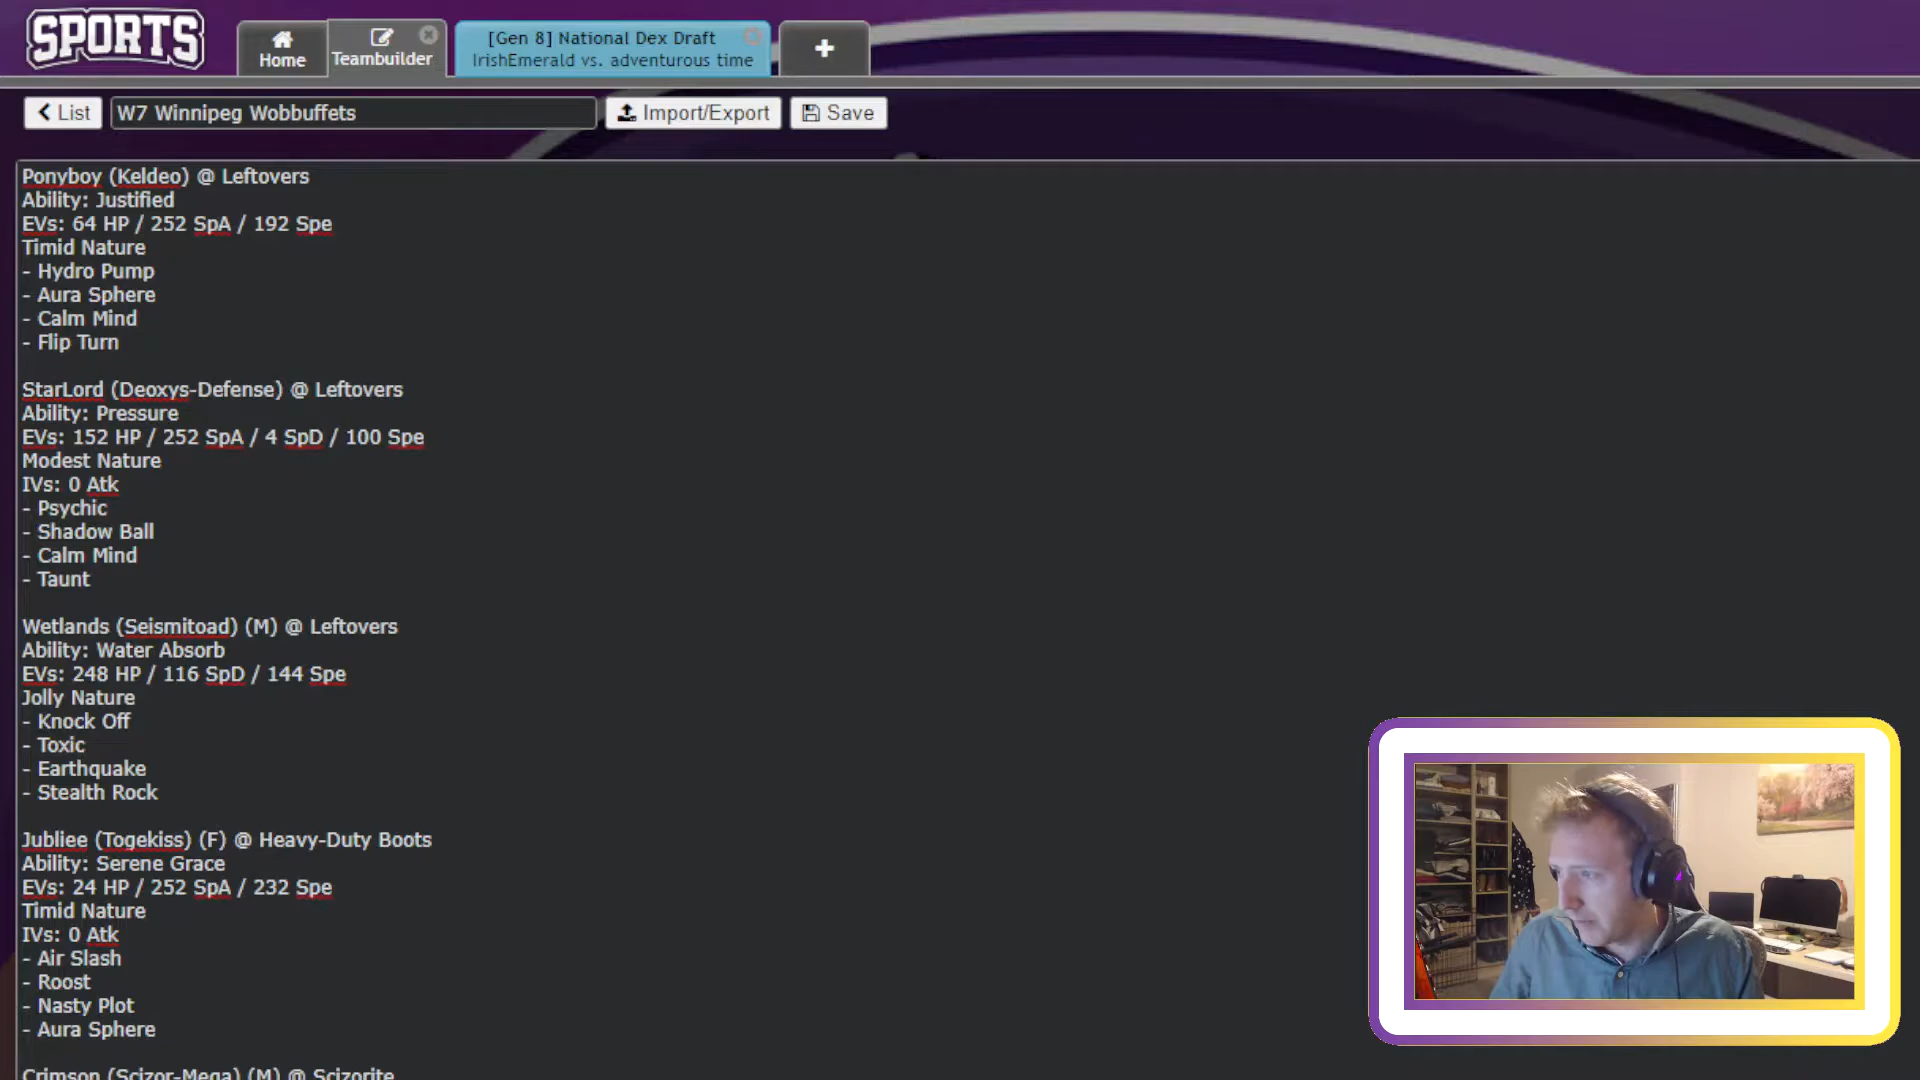 SPORTS
Home
Teambuilder
[Gen 8] National Dex Draft
IrishEmerald vs. adventurous time
List
W7 Winnipeg Wobbuffets
Import/Export
Save
Ponyboy (Keldeo) @ Leftovers
Ability: Justified
EVs: 64 HP / 252 SpA / 192 Spe
Timid Nature
- Hydro Pump
- Aura Sphere
- Calm Mind
- Flip Turn
StarLord (Deoxys-Defense) @ Leftovers
Ability: Pressure
EVs: 152 HP / 252 SpA / 4 SpD / 100 Spe
Modest Nature
IVs: 0 Atk
- Psychic
- Shadow Ball
- Calm Mind
- Taunt
Wetlands (Seismitoad) (M) @ Leftovers
Ability: Water Absorb
EVs: 248 HP / 116 SpD / 144 Spe
Jolly Nature
- Knock Off
- Toxic
- Earthquake
- Stealth Rock
Jubliee (Togekiss) (F) @ Heavy-Duty Boots
Ability: Serene Grace
EVs: 24 HP / 252 SpA / 232 Spe
Timid Nature
IVs: 0 Atk
- Air Slash
- Roost
- Nasty Plot
- Aura Sphere
Crimson (Scizor-Mega) (M) @ Scizorite